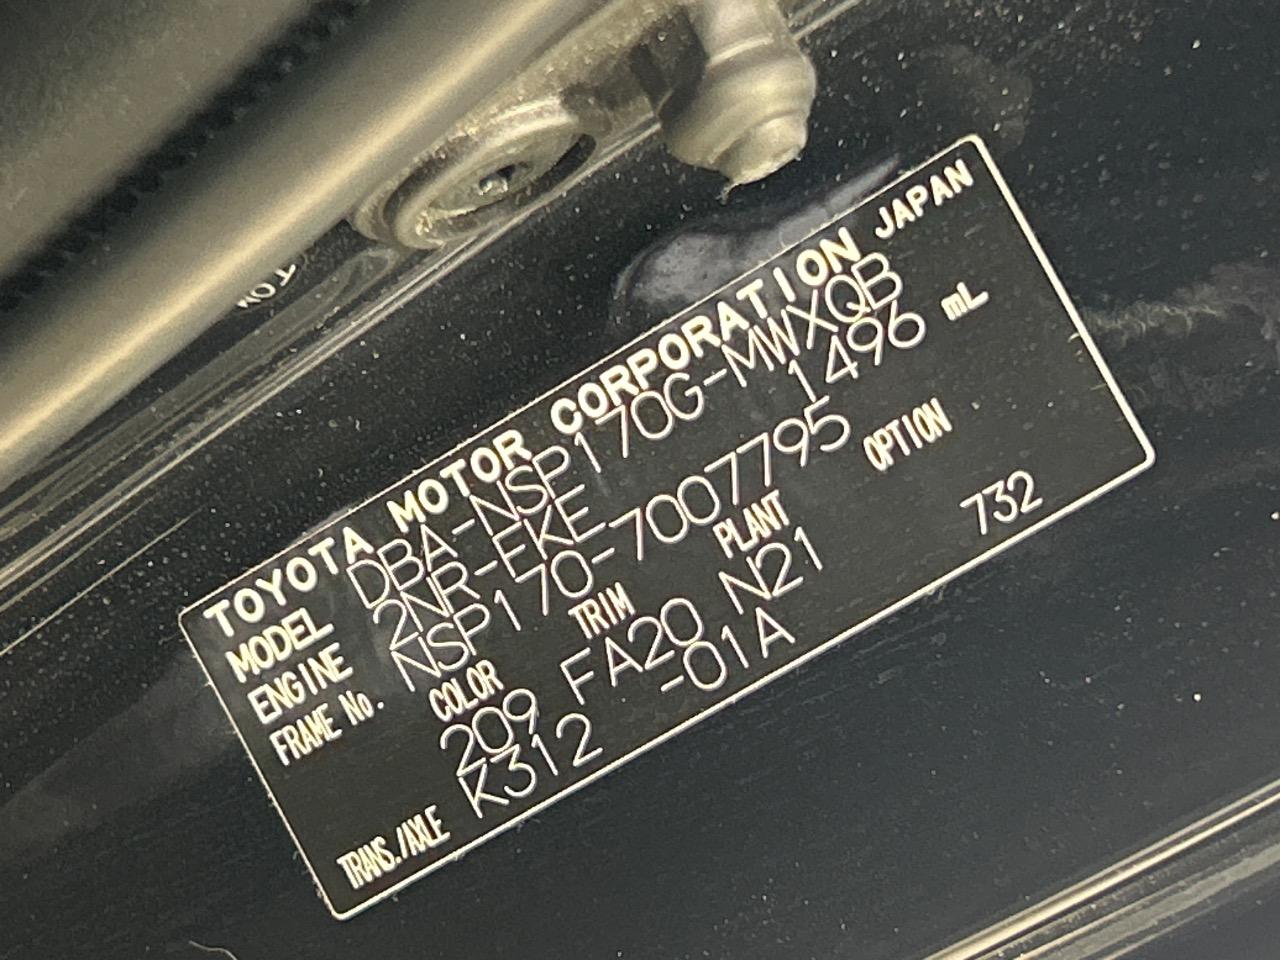 TOYOTA MOTOR CORPORATION JAPAN
MODEL DBA-NSP170G-MWXQB
ENGINE 2NR-FKE 1496 mL
FRAME No. NSP170-7007795
COLOR TRIM PLANT OPTION
209 FA20 N21 732
TRANS./AXLE K312 -01A